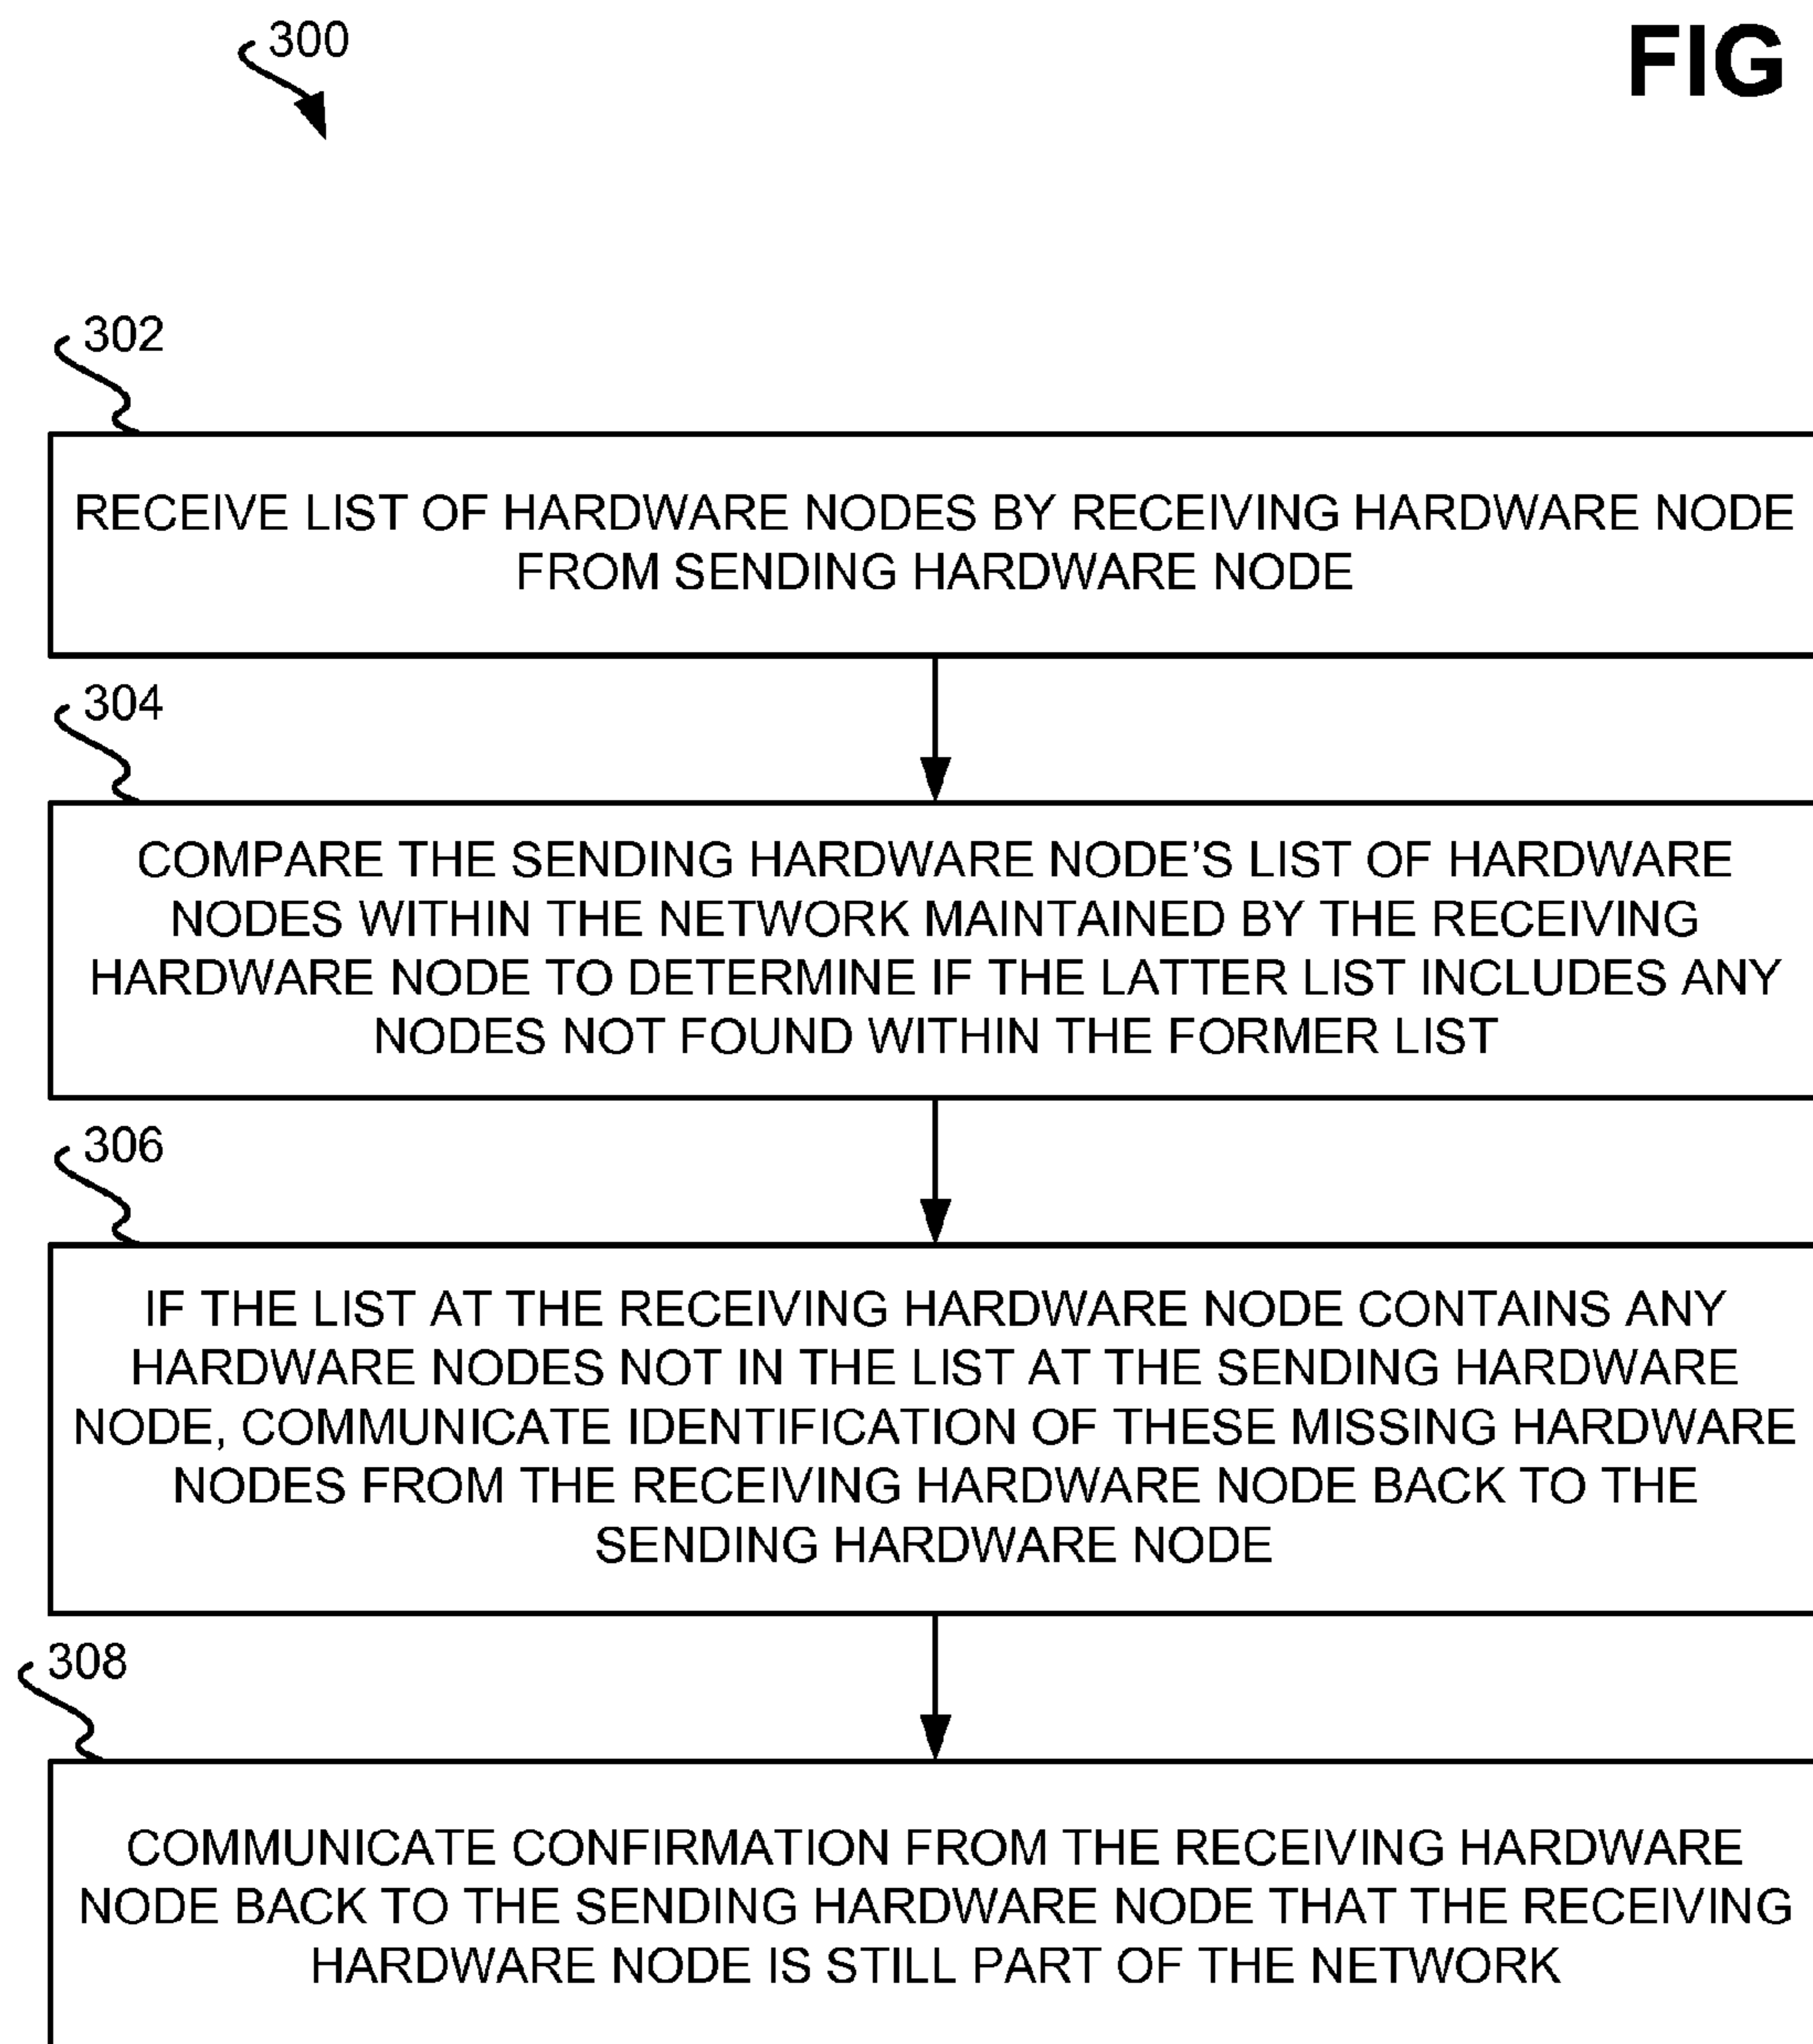 300
FIG
302
RECEIVE LIST OF HARDWARE NODES BY RECEIVING HARDWARE NODE
FROM SENDING HARDWARE NODE
304
COMPARE THE SENDING HARDWARE NODE'S LIST OF HARDWARE
NODES WITHIN THE NETWORK MAINTAINED BY THE RECEIVING
HARDWARE NODE TO DETERMINE IF THE LATTER LIST INCLUDES ANY
NODES NOT FOUND WITHIN THE FORMER LIST
306
IF THE LIST AT THE RECEIVING HARDWARE NODE CONTAINS ANY
HARDWARE NODES NOT IN THE LIST AT THE SENDING HARDWARE
NODE, COMMUNICATE IDENTIFICATION OF THESE MISSING HARDWARE
NODES FROM THE RECEIVING HARDWARE NODE BACK TO THE
SENDING HARDWARE NODE
308
COMMUNICATE CONFIRMATION FROM THE RECEIVING HARDWARE
NODE BACK TO THE SENDING HARDWARE NODE THAT THE RECEIVING
HARDWARE NODE IS STILL PART OF THE NETWORK